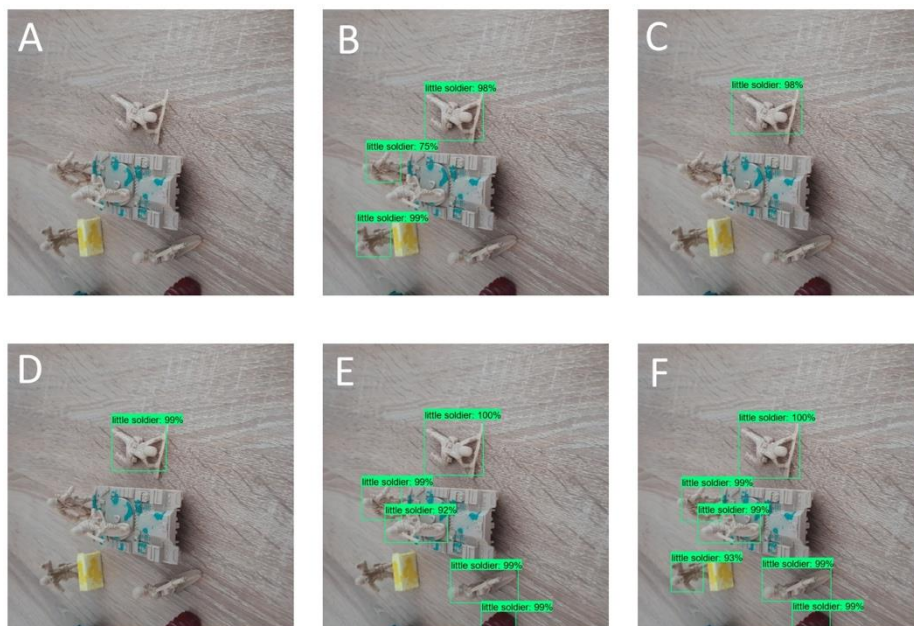 A
B
C
little soldier: 98%
little soldier: 98%
little soldier: 75%
little soldier: 99%
D
E
F
little soldier: 99%
little soldier: 100%
little soldier: 100%
little soldier: 99%
little soldier: 99%
little soldier: 92%
little soldier: 99%
little soldier: 93%
little soldier: 99%
little soldier: 99%
little soldier: 99%
little soldier: 99%